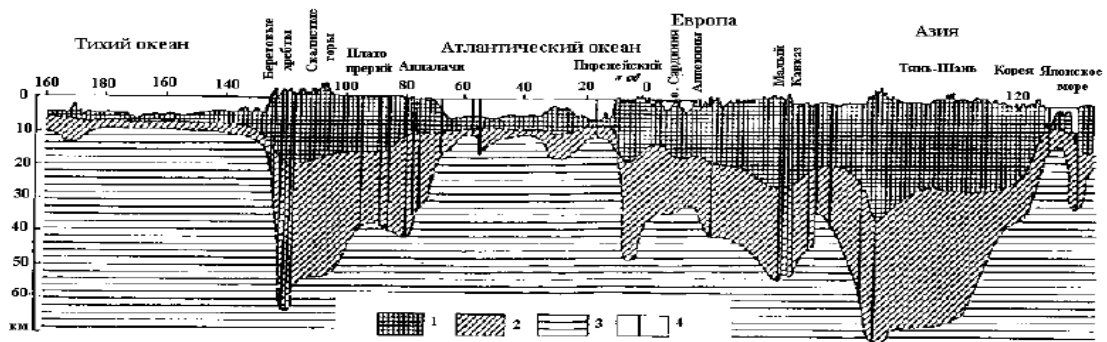 Европа
Тихий океан
Атлантический океан
Азия
Береговые
хребты
Скалистые
горы
Плато
прерий
Аппалачи
Пиренейский
п-ов
о. Сардиния
Апеннины
Малый
Кавказ
Тянь-Шань
Корея
Японское
море
160 180 140 100 80 60 40 20 0 120
0
10
20
30
40
50
60
км
1 2 3 4